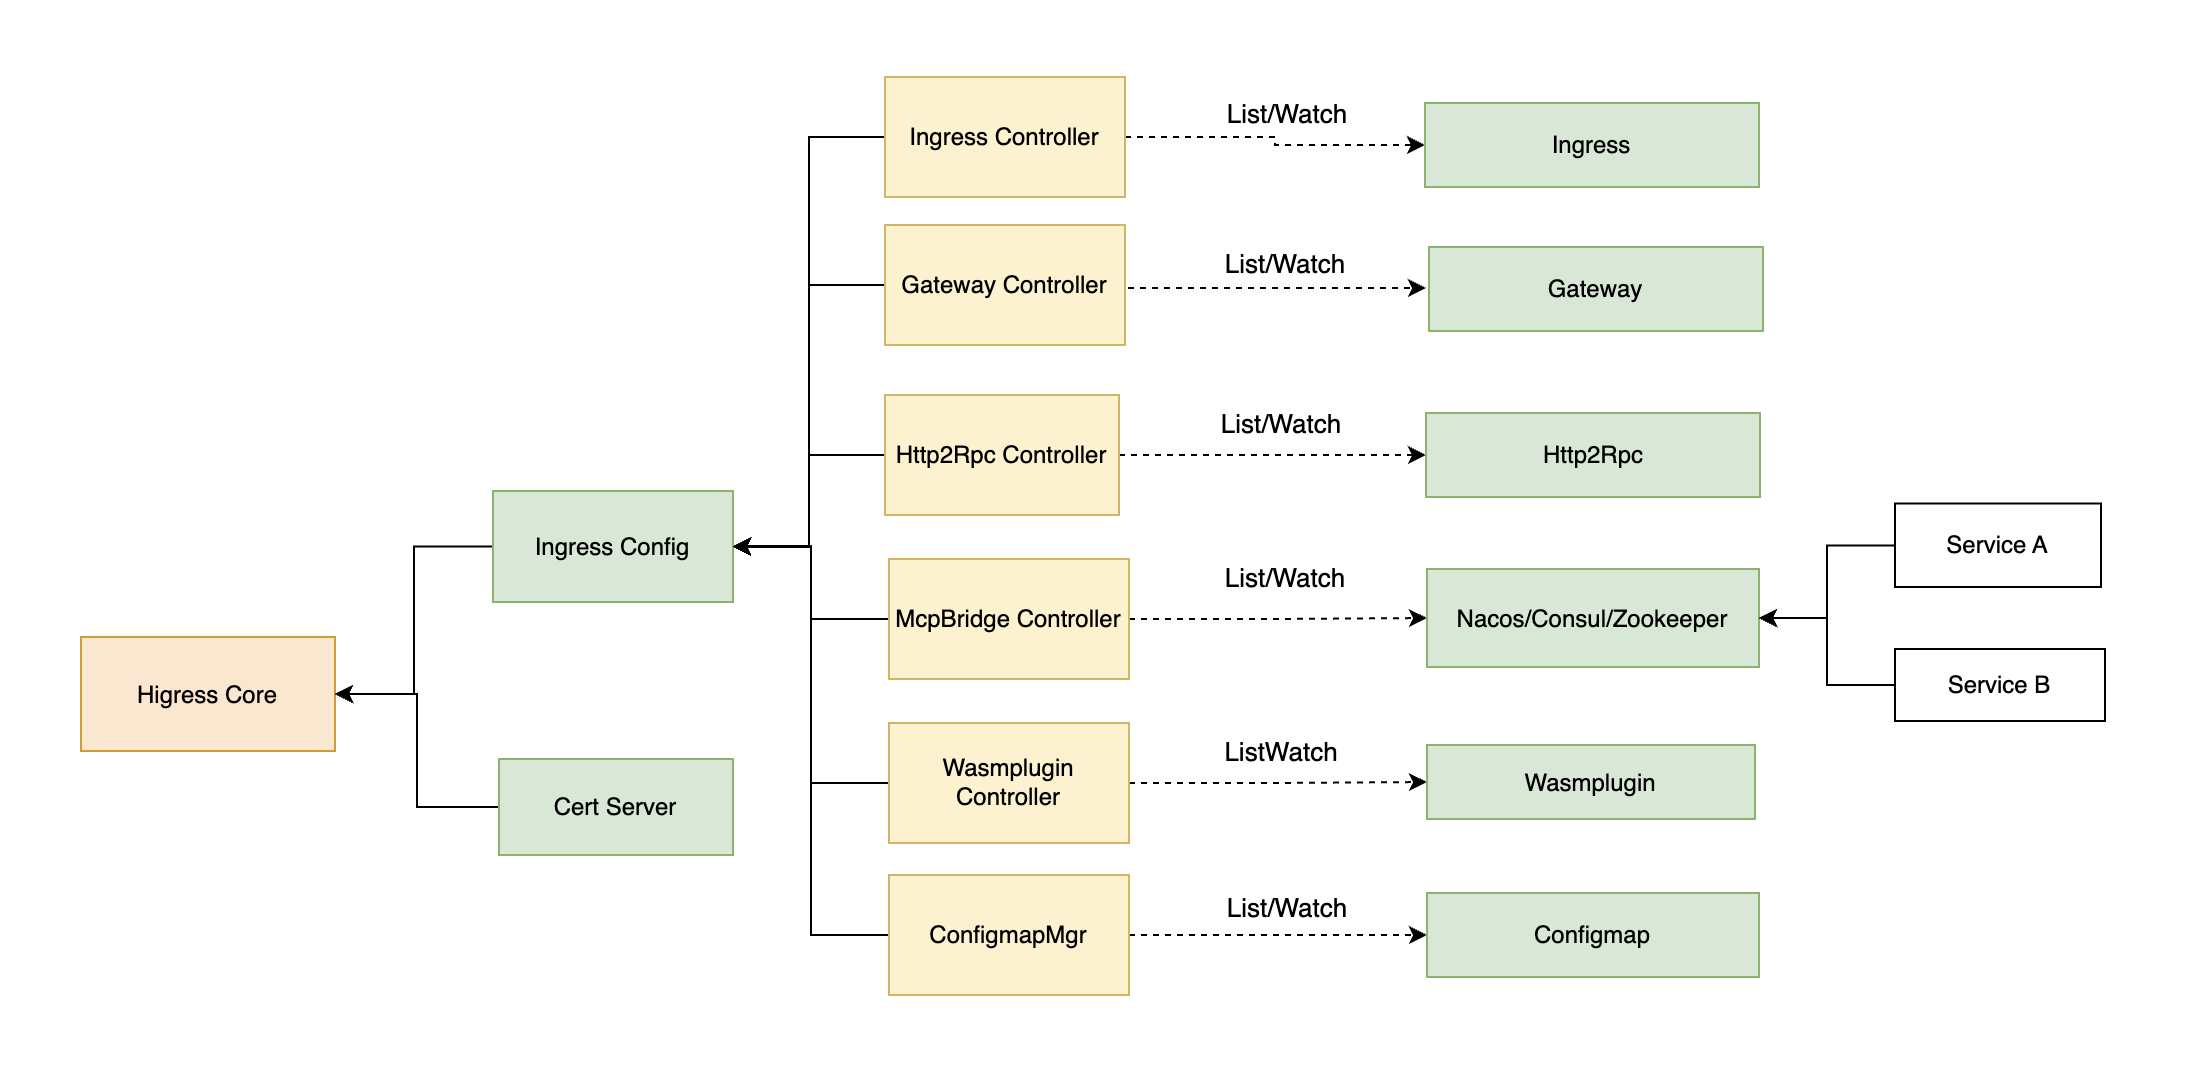 Ingress Controller
List/Watch
Ingress
Gateway Controller
List/Watch
Gateway
Http2Rpc Controller
List/Watch
Http2Rpc
Ingress Config
McpBridge Controller
List/Watch
Nacos/Consul/Zookeeper
Service A
Service B
Higress Core
Cert Server
Wasmplugin
Controller
ListWatch
Wasmplugin
ConfigmapMgr
List/Watch
Configmap